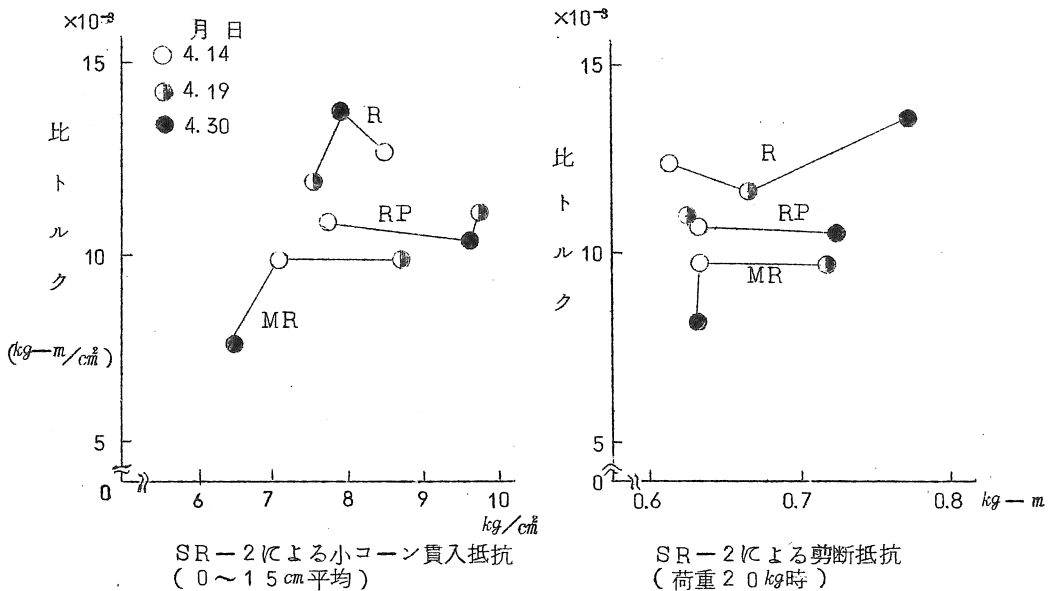 ×10⁻³
月 日
○ 4.14
◑ 4.19
● 4.30
15
10
5
0
比トルク
(kg—m/cm²)
R
RP
MR
6 7 8 9 10
kg/cm²
SR−2による小コーン貫入抵抗
(0〜15cm平均)
×10⁻³
15
10
5
0
比トルク
R
RP
MR
0.6 0.7 0.8 kg—m
SR−2による剪断抵抗
(荷重20kg時)